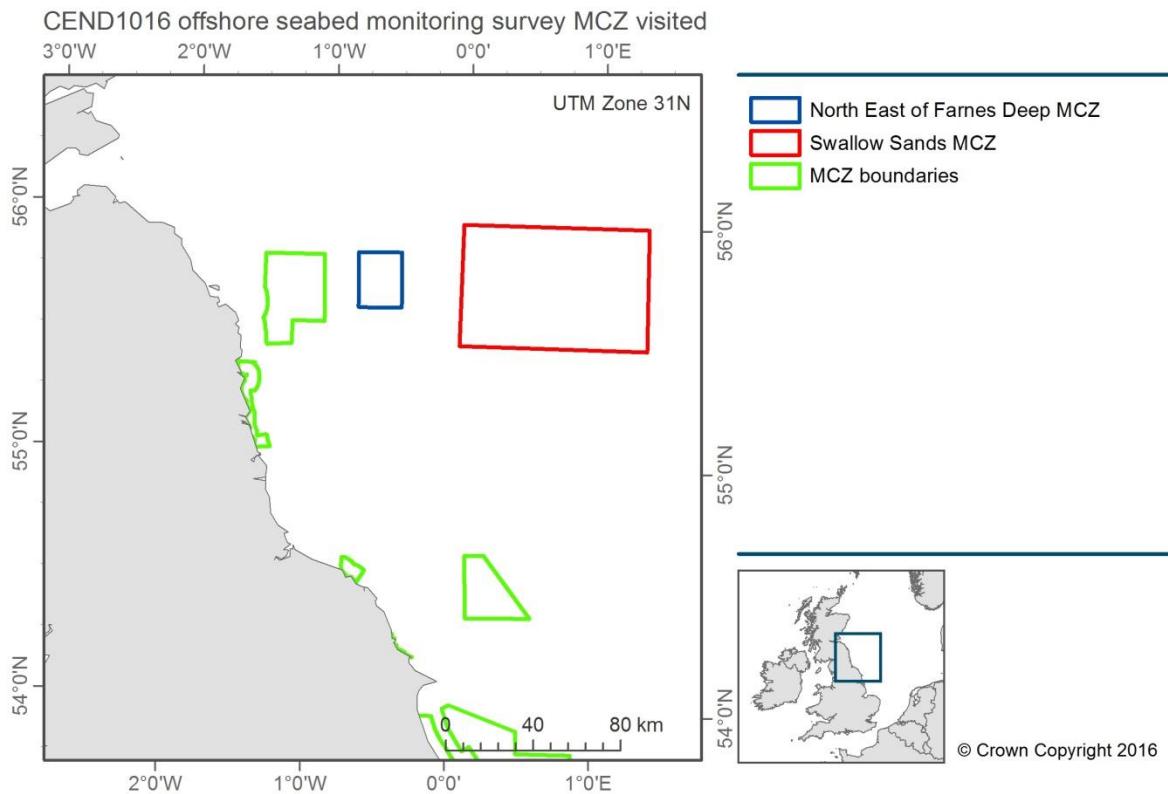 CEND1016 offshore seabed monitoring survey MCZ visited
3°0'W 2°0'W 1°0'W 0°0' 1°0'E
UTM Zone 31N
North East of Farnes Deep MCZ
Swallow Sands MCZ
MCZ boundaries
56°0'N
56°0'N
55°0'N
55°0'N
54°0'N
54°0'N
0 40 80 km
2°0'W 1°0'W 0°0' 1°0'E
© Crown Copyright 2016